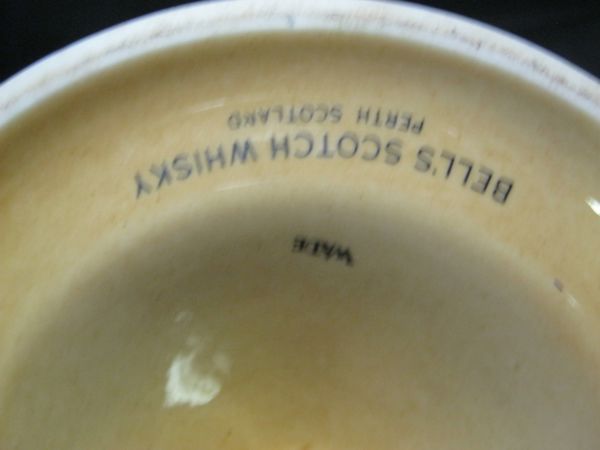 BELL'S SCOTCH WHISKY
PERTH SCOTLAND
WADE